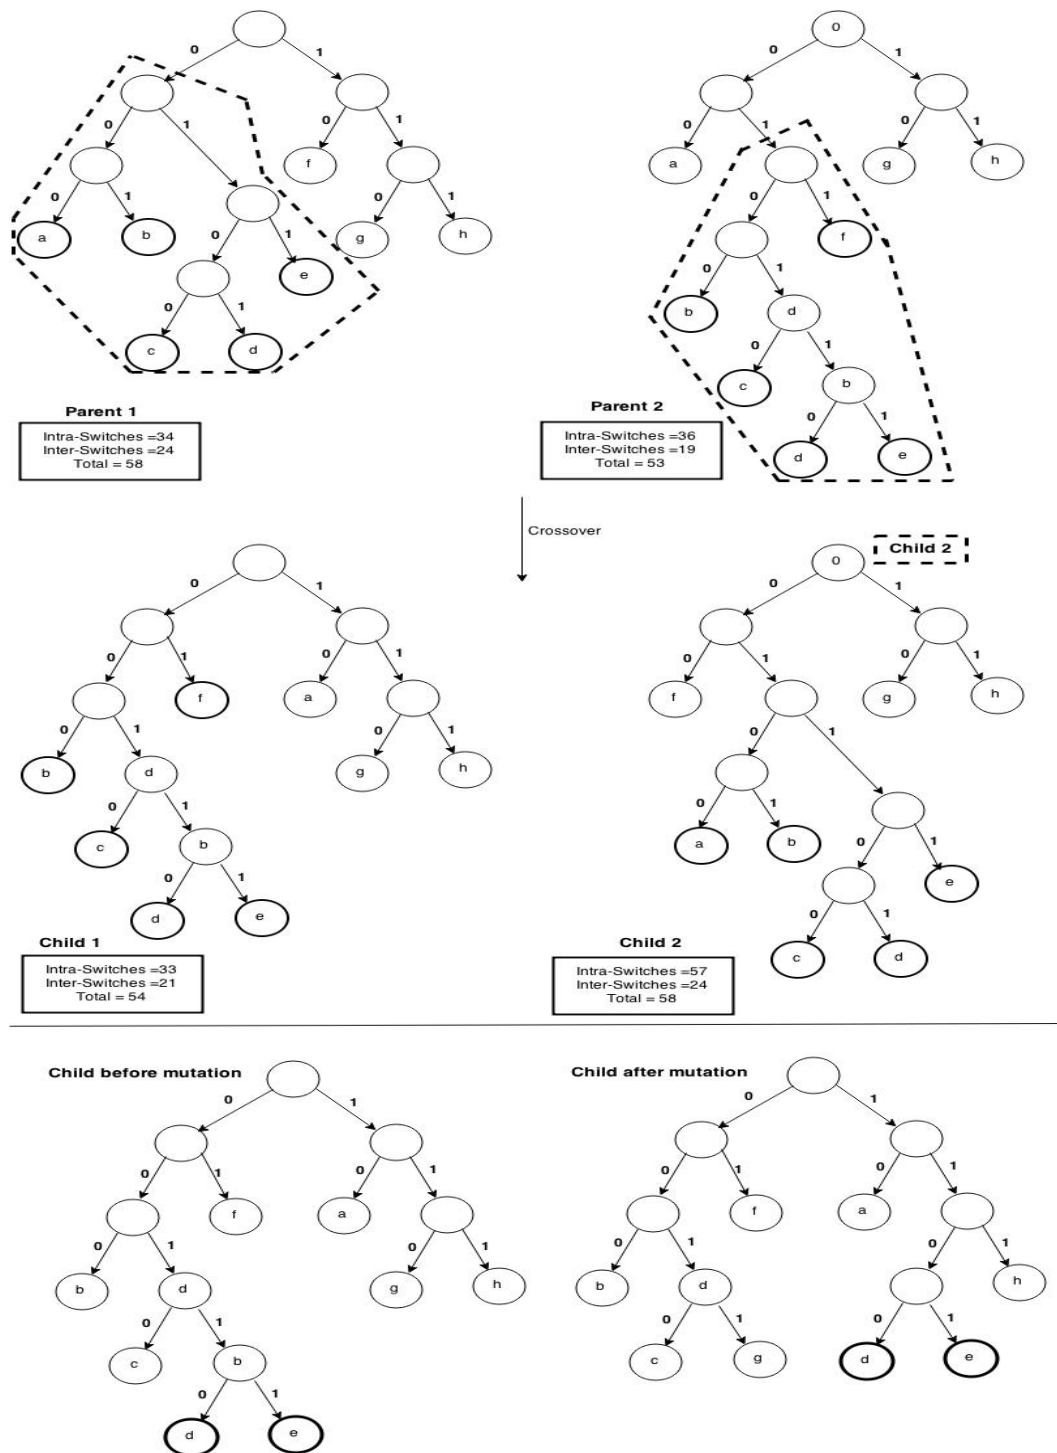 0
0 1
0 1
0 1 0 1
0 1 0 1
f a g h
0 1
0 1
a b g h
0 1
f
e
0 1
b d
0 1
c d
0 1
c b
Parent 1
Parent 2
0 1
Intra-Switches =34
Inter-Switches =24
Total = 58
Intra-Switches =36
Inter-Switches =19
Total = 53
d e
Crossover
Child 2
0
0 1
0 1
0 1 0 1
0 1 0 1
f a f g h
0 1
0 1
0 1
b d g h
0 1
0 1
0 1
c b a b
e
0 1
0 1
d e
Child 1
Child 2
c d
Intra-Switches =33
Inter-Switches =21
Total = 54
Intra-Switches =57
Inter-Switches =24
Total = 58
Child before mutation
Child after mutation
0 1
0 1
0 1 0 1
0 1 0 1
f a f a
0 1
0 1
0 1
0 1
b d g h
b d h
0 1
0 1
0 1
c b
c g d e
0 1
d e